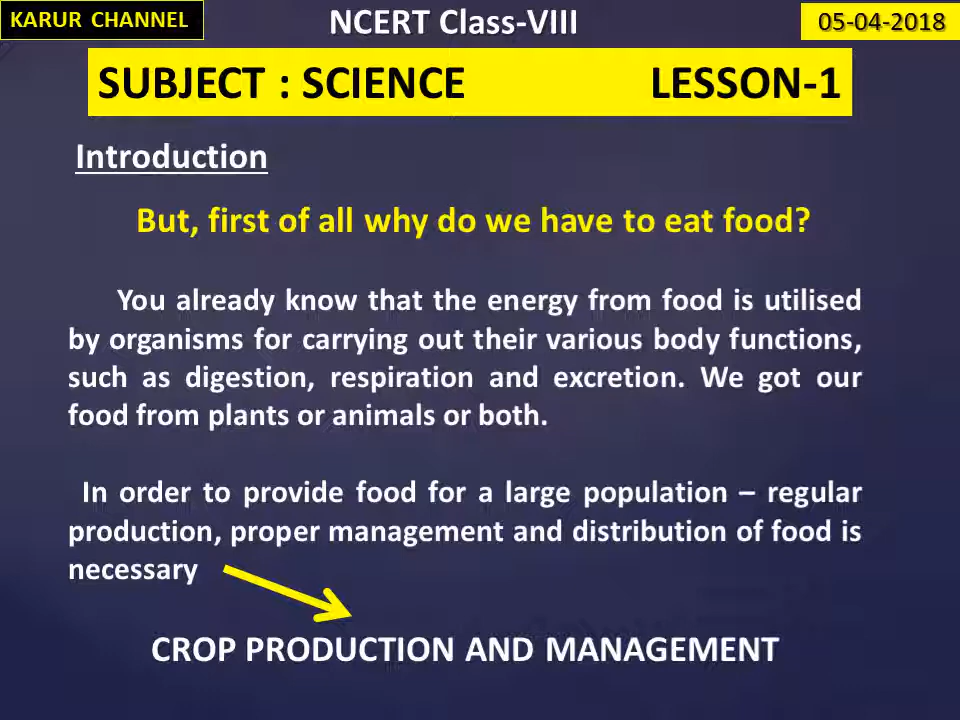 KARUR CHANNEL
NCERT Class-VIII
05-04-2018
SUBJECT : SCIENCE LESSON-1
Introduction
But, first of all why do we have to eat food?
You already know that the energy from food is utilised
by organisms for carrying out their various body functions,
such as digestion, respiration and excretion. We got our
food from plants or animals or both.
In order to provide food for a large population – regular
production, proper management and distribution of food is
necessary
CROP PRODUCTION AND MANAGEMENT